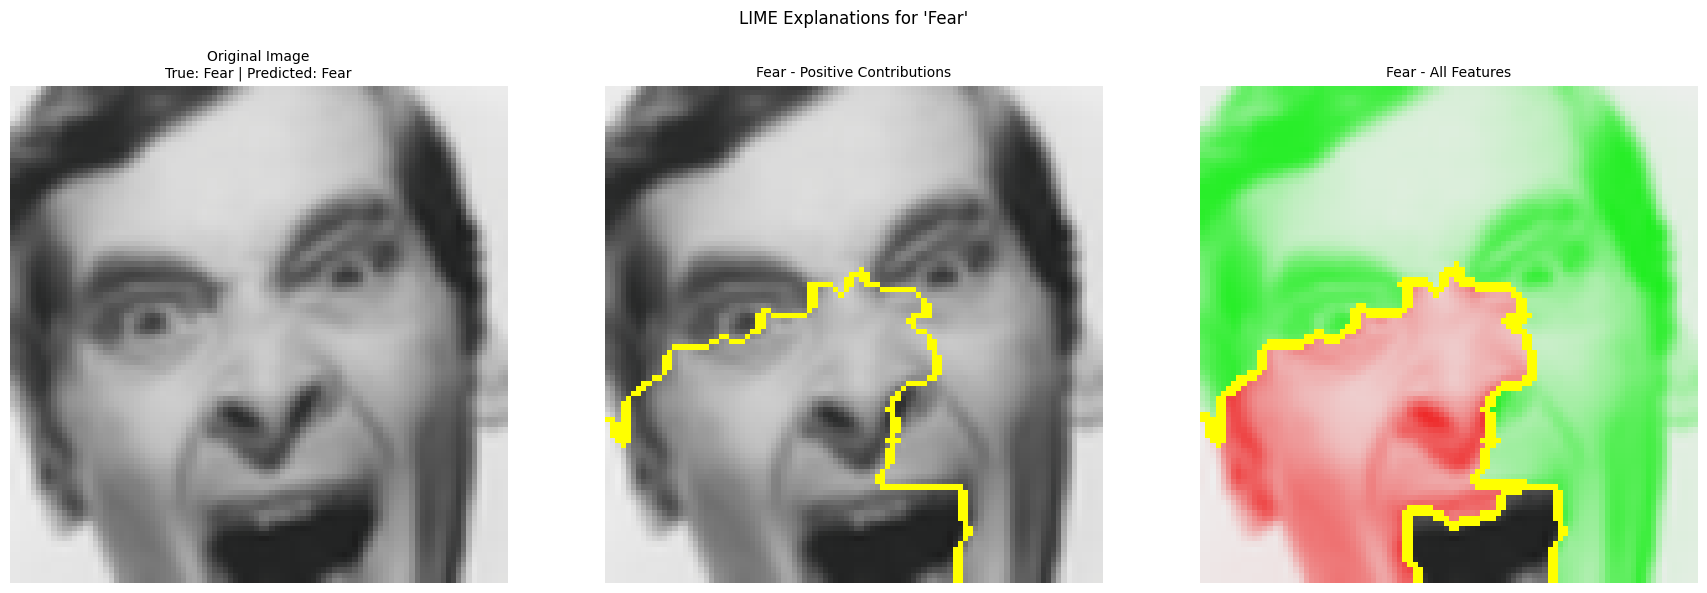 LIME Explanations for 'Fear'
Original Image
True: Fear | Predicted: Fear
Fear - Positive Contributions
Fear - All Features